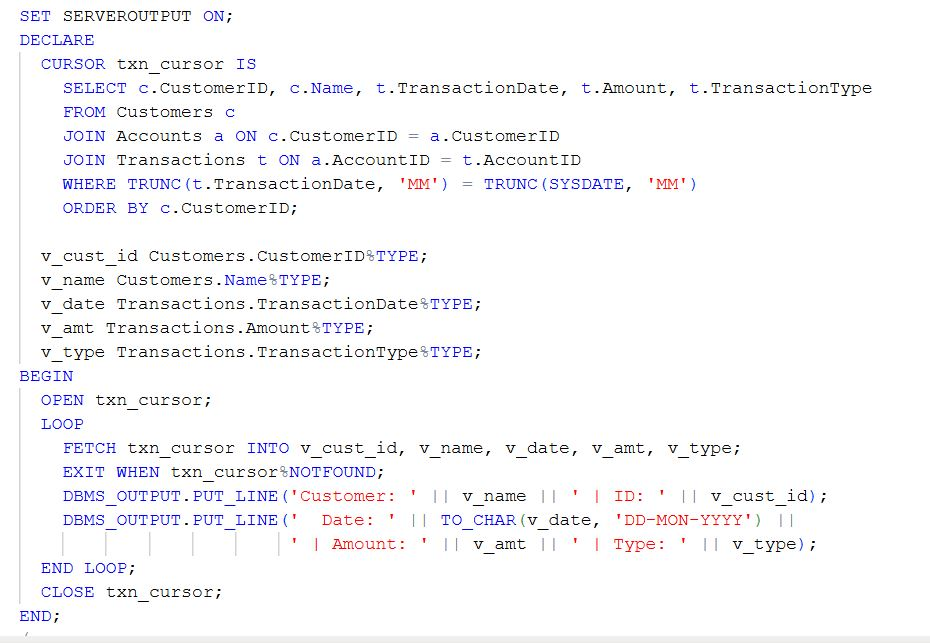 SET SERVEROUTPUT ON;
DECLARE
  CURSOR txn_cursor IS
    SELECT c.CustomerID, c.Name, t.TransactionDate, t.Amount, t.TransactionType
    FROM Customers c
    JOIN Accounts a ON c.CustomerID = a.CustomerID
    JOIN Transactions t ON a.AccountID = t.AccountID
    WHERE TRUNC(t.TransactionDate, 'MM') = TRUNC(SYSDATE, 'MM')
    ORDER BY c.CustomerID;

  v_cust_id Customers.CustomerID%TYPE;
  v_name Customers.Name%TYPE;
  v_date Transactions.TransactionDate%TYPE;
  v_amt Transactions.Amount%TYPE;
  v_type Transactions.TransactionType%TYPE;
BEGIN
  OPEN txn_cursor;
  LOOP
    FETCH txn_cursor INTO v_cust_id, v_name, v_date, v_amt, v_type;
    EXIT WHEN txn_cursor%NOTFOUND;
    DBMS_OUTPUT.PUT_LINE('Customer: ' || v_name || ' | ID: ' || v_cust_id);
    DBMS_OUTPUT.PUT_LINE('  Date: ' || TO_CHAR(v_date, 'DD-MON-YYYY') ||
                         ' | Amount: ' || v_amt || ' | Type: ' || v_type);
  END LOOP;
  CLOSE txn_cursor;
END;